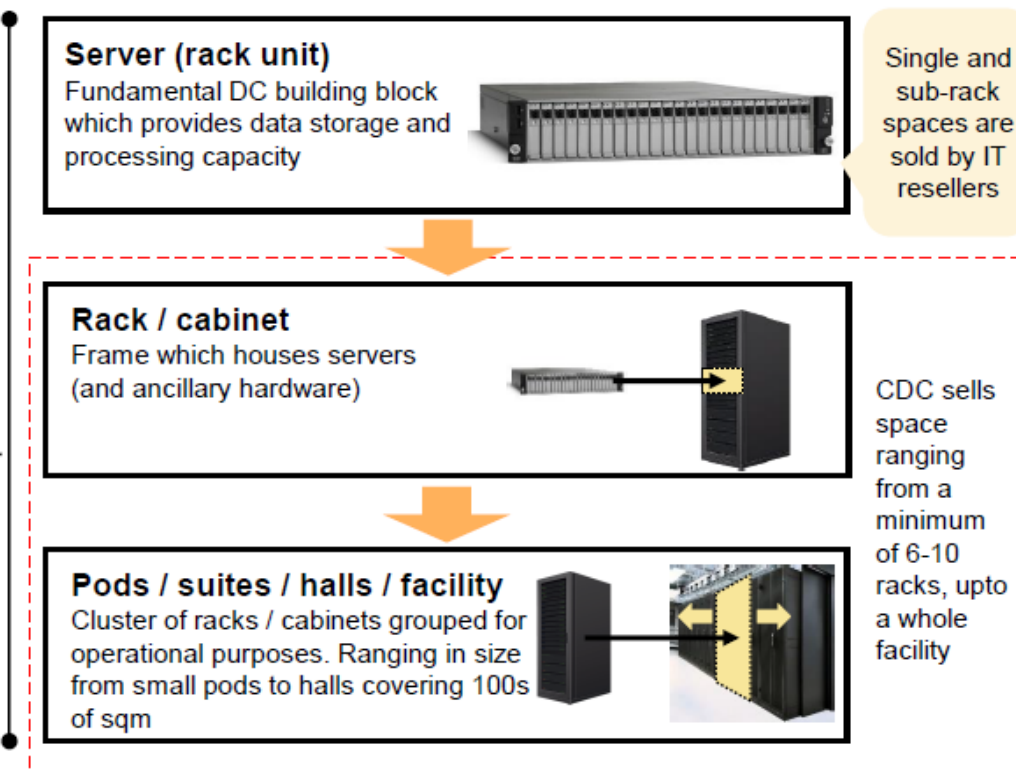 Server (rack unit)
Fundamental DC building block
which provides data storage and
processing capacity
Single and
sub-rack
spaces are
sold by IT
resellers
Rack / cabinet
Frame which houses servers
(and ancillary hardware)
CDC sells
space
ranging
from a
minimum
of 6-10
racks, upto
a whole
facility
Pods / suites / halls / facility
Cluster of racks / cabinets grouped for
operational purposes. Ranging in size
from small pods to halls covering 100s
of sqm